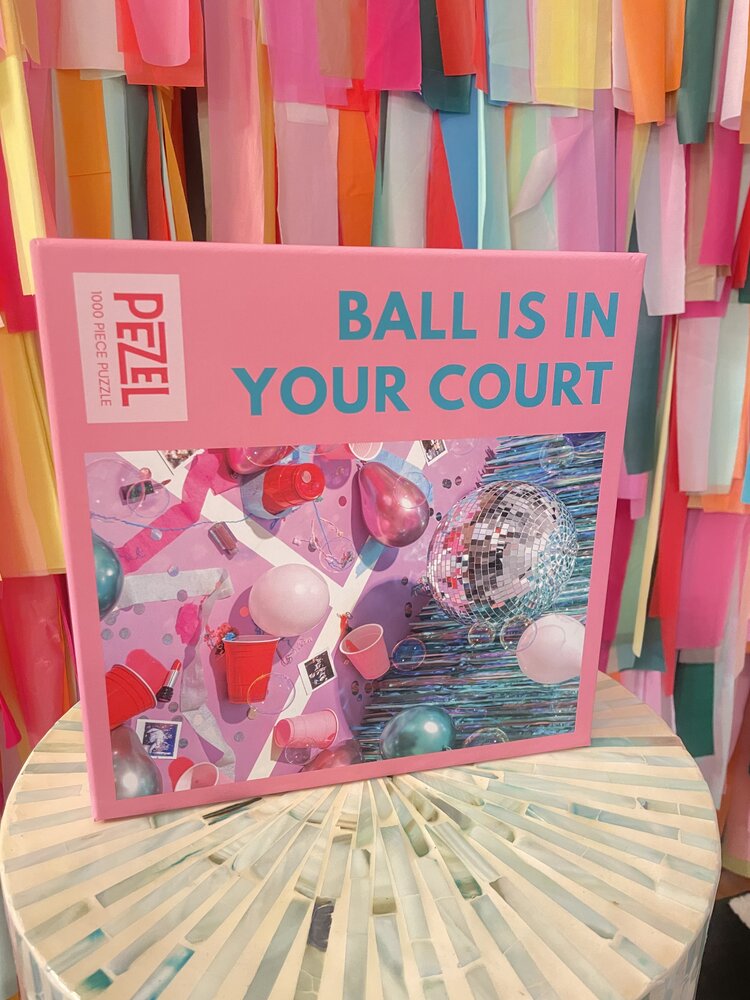 PEZEL
1000 PIECE PUZZLE
BALL IS IN
YOUR COURT